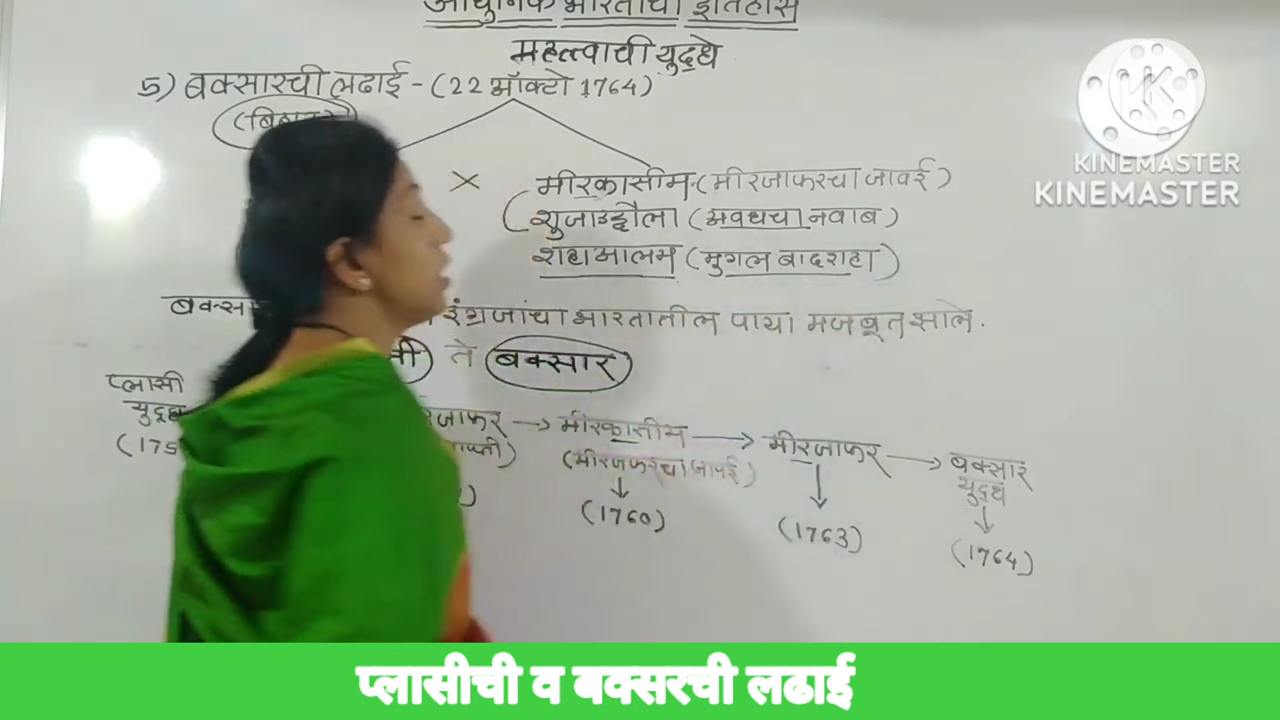 आधुनिक भारताचा इतिहास
महत्त्वाची युद्धे
5) बक्सारची लढाई - (22 ऑक्टो 1764)
KINEMASTER
KINEMASTER
× मीरकासीम - (मीरजाफरचा जावई)
शुजाउद्दौला (अवधचा नवाब)
शहाआलम (मुगल बादशहा)
इंग्रजांचा भारतातील पाया मजबूत झाले.
ते बक्सार
प्लासी युद्ध → मीरकासीम → मीरजाफर → बक्सार युद्ध
(मीरजफरचा जावई)
(1760) (1763) (1764)
प्लासीची व बक्सरची लढाई